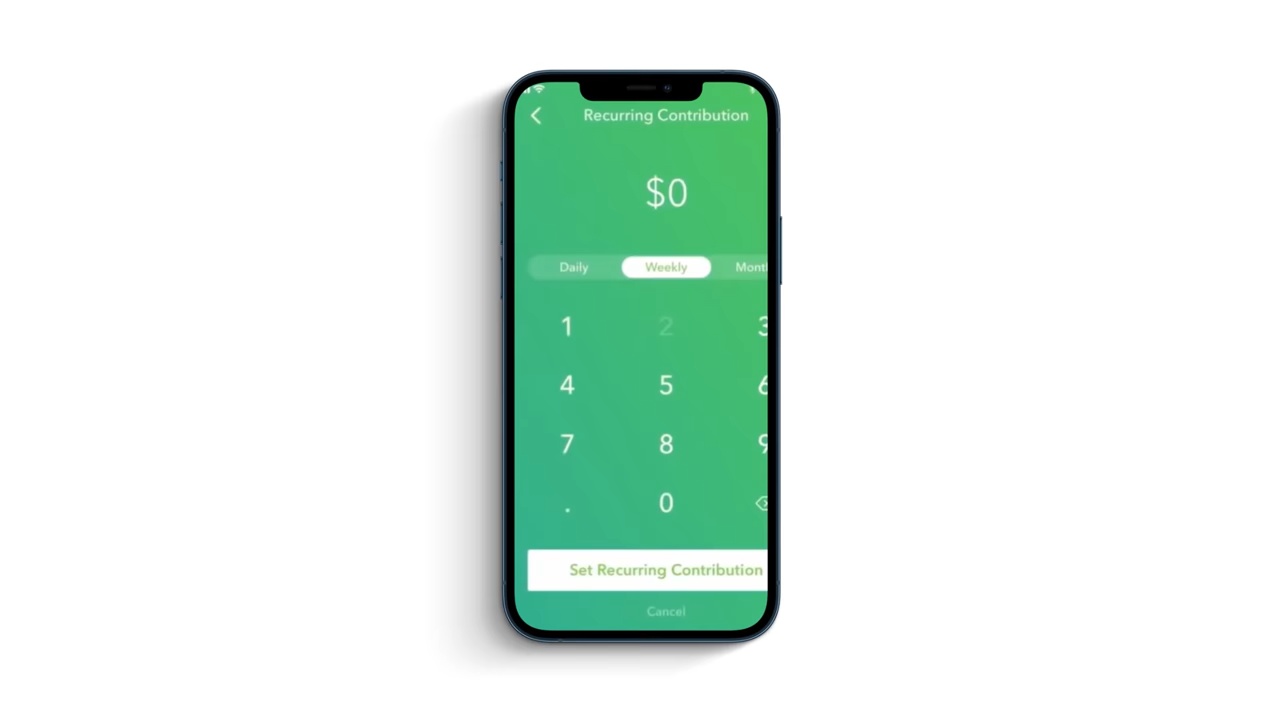 Recurring Contribution
$0
Daily Weekly Mont
1 2 3
4 5 6
7 8 9
. 0
Set Recurring Contribution
Cancel